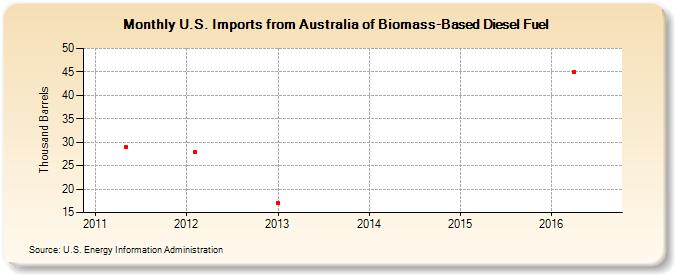 Monthly U.S. Imports from Australia of Biomass-Based Diesel Fuel
Thousand Barrels
50
45
40
35
30
25
20
15
2011 2012 2013 2014 2015 2016
Source: U.S. Energy Information Administration